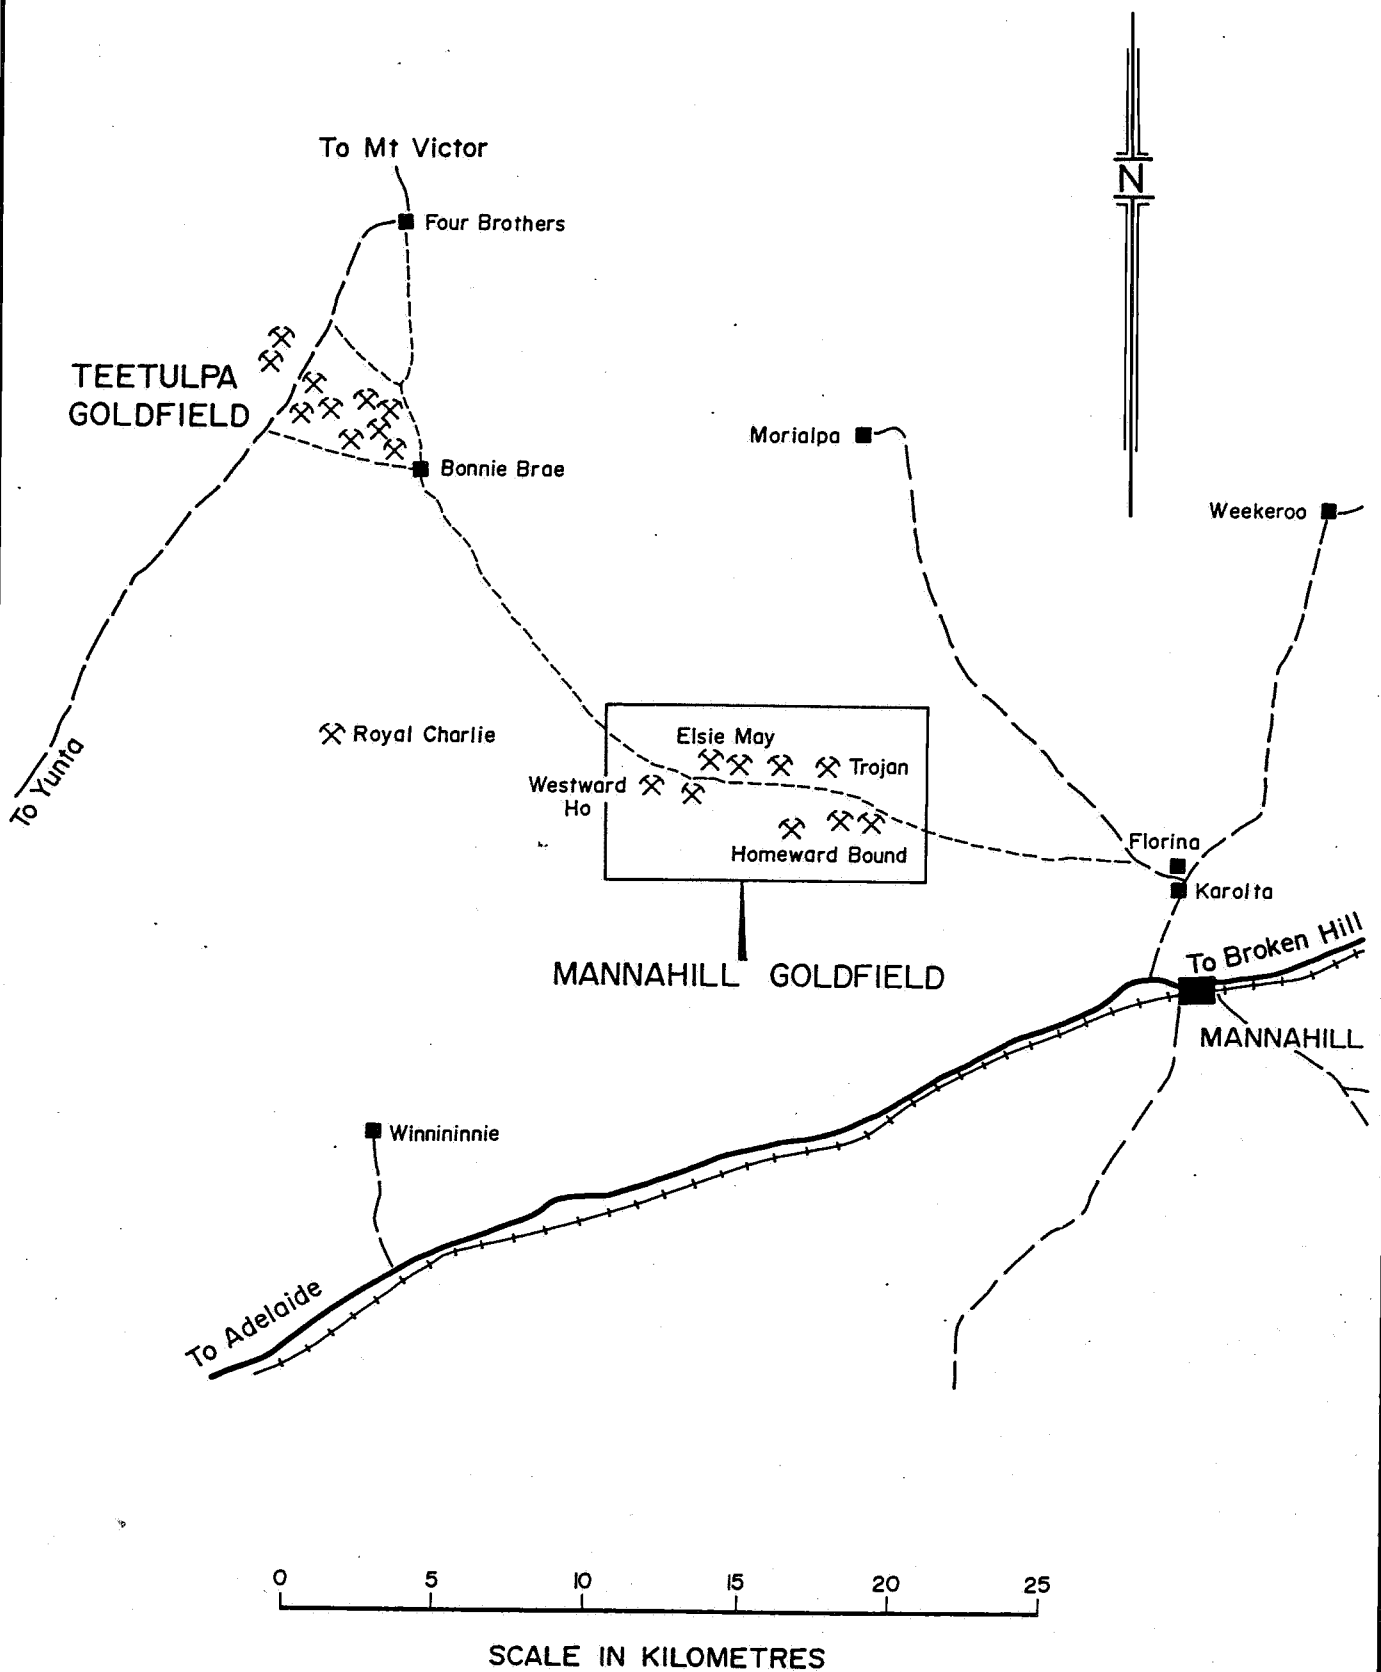 To Mt Victor
N
Four Brothers
TEETULPA
GOLDFIELD
Morialpa
Bonnie Brae
Weekeroo
Royal Charlie
Elsie May
To Yunta
Trojan
Westward
Ho
Florina
Homeward Bound
Karolta
To Broken Hill
MANNAHILL GOLDFIELD
MANNAHILL
Winnininnie
To Adelaide
0 5 10 15 20 25
SCALE IN KILOMETRES